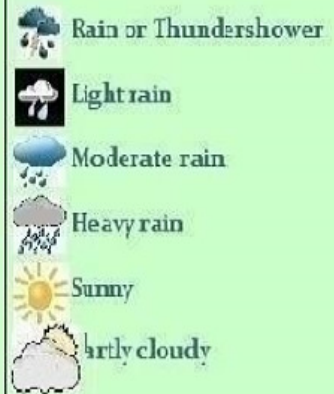 Rain or Thundershower
Light rain
Moderate rain
Heavy rain
Sunny
artly cloudy